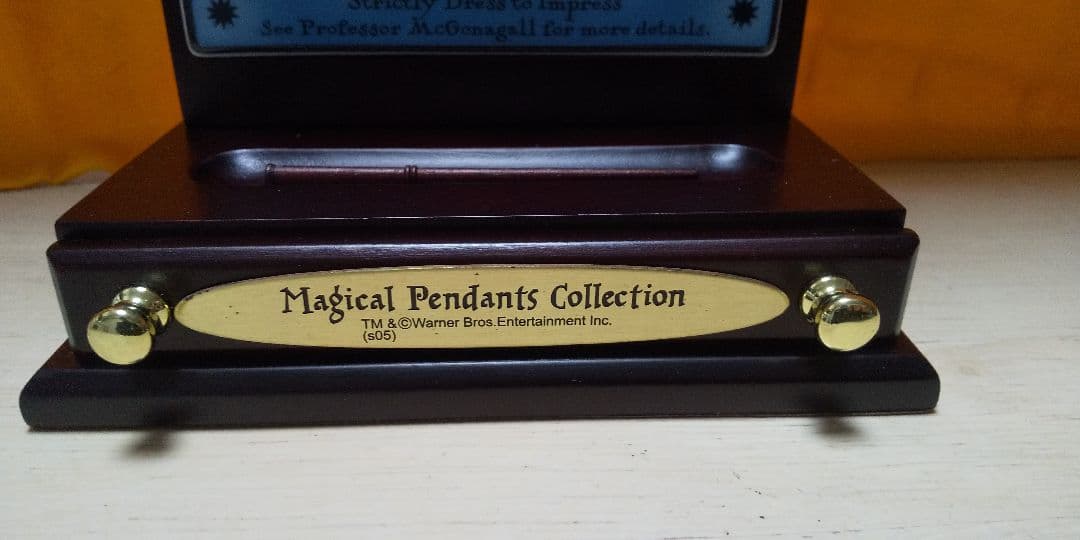 Strictly Dress to Impress
See Professor McGonagall for more details.
Magical Pendants Collection
TM &©Warner Bros.Entertainment Inc.
(s05)